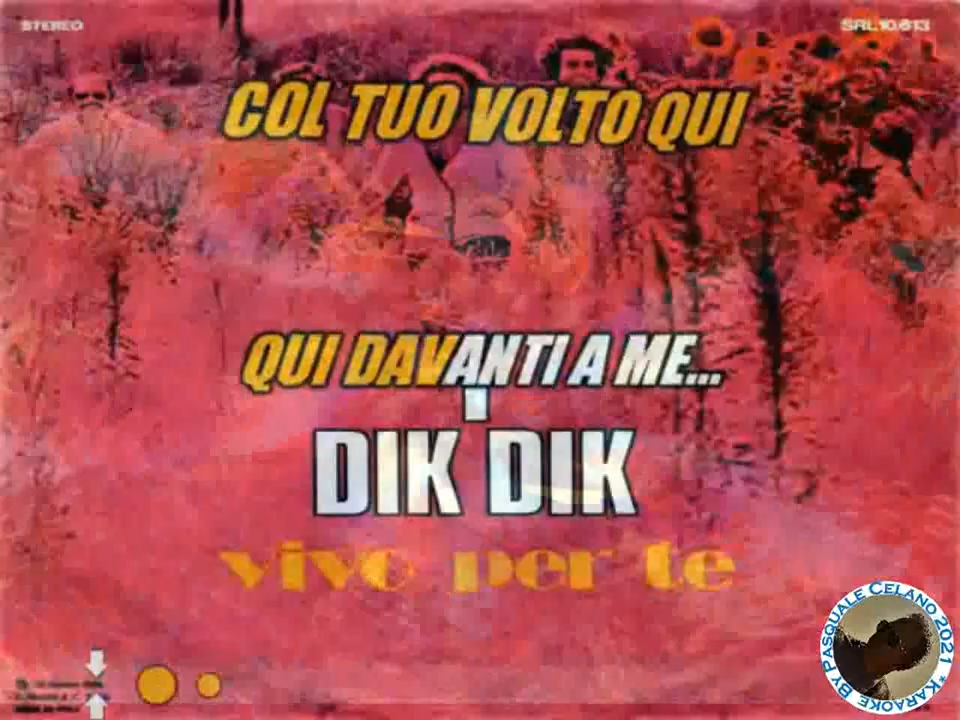 STEREO
SRL 10.613
COL TUO VOLTO QUI
QUI DAVANTI A ME...
I
DIK DIK
vivo per te
KARAOKE BY PASQUALE CELANO 2021 *